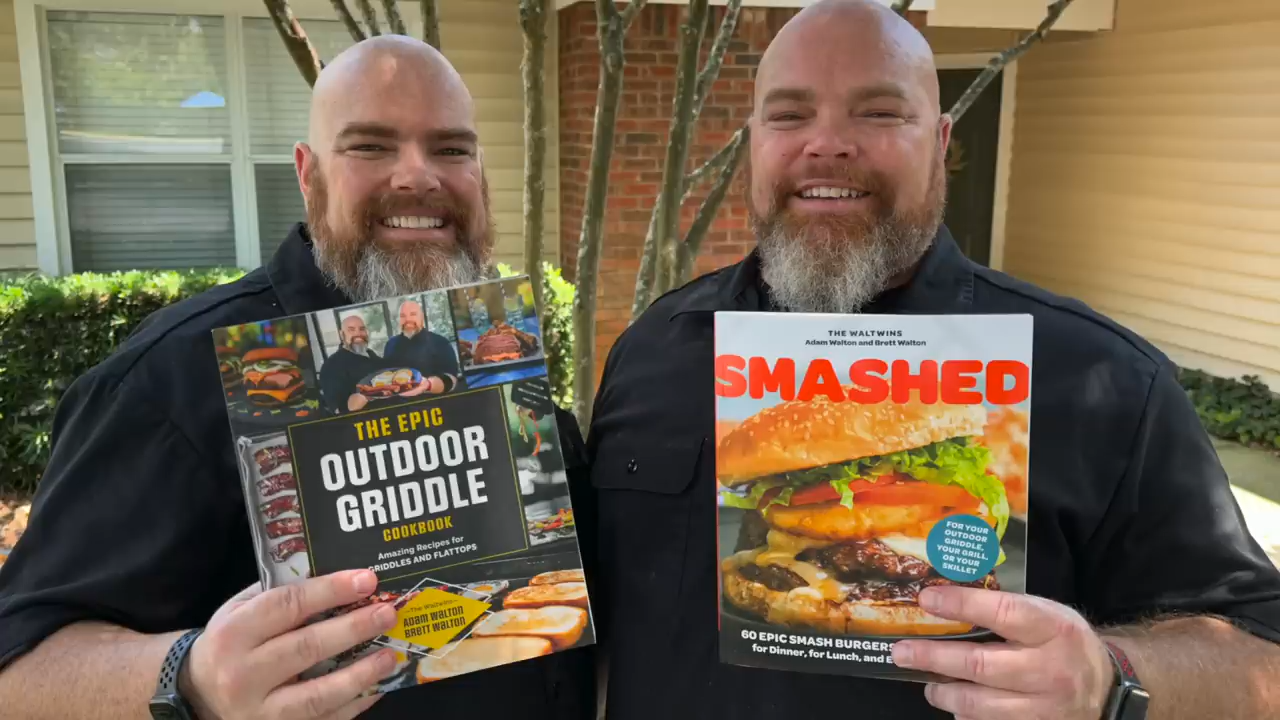 THE EPIC
OUTDOOR
GRIDDLE
COOKBOOK
Amazing Recipes for
GRIDDLES AND FLATTOPS
The Waltwins
ADAM WALTON
BRETT WALTON
THE WALTWINS
Adam Walton and Brett Walton
SMASHED
FOR YOUR
OUTDOOR
GRIDDLE,
YOUR GRILL,
OR YOUR
SKILLET
60 EPIC SMASH BURGERS
for Dinner, for Lunch, and